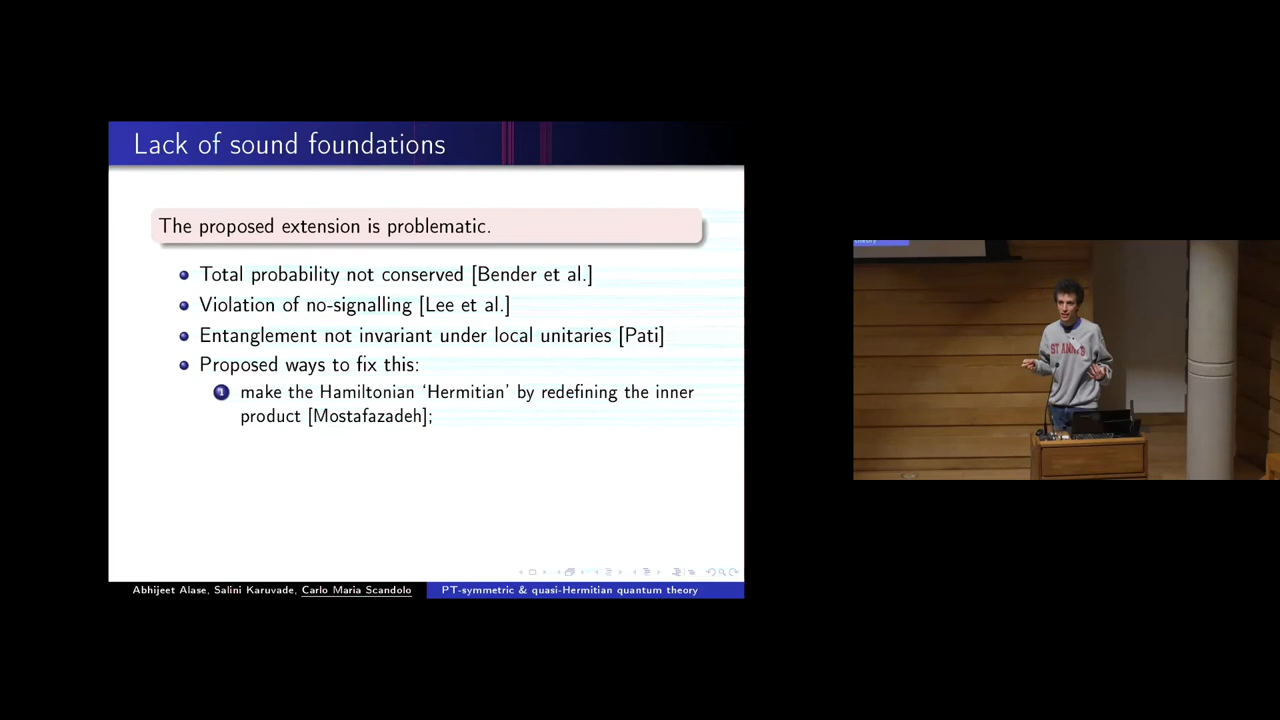 Lack of sound foundations
The proposed extension is problematic.
Total probability not conserved [Bender et al.]
Violation of no-signalling [Lee et al.]
Entanglement not invariant under local unitaries [Pati]
Proposed ways to fix this:
1 make the Hamiltonian ‘Hermitian’ by redefining the inner
product [Mostafazadeh];
Abhijeet Alase, Salini Karuvade, Carlo Maria Scandolo
PT-symmetric & quasi-Hermitian quantum theory
theory
ST ANNE'S